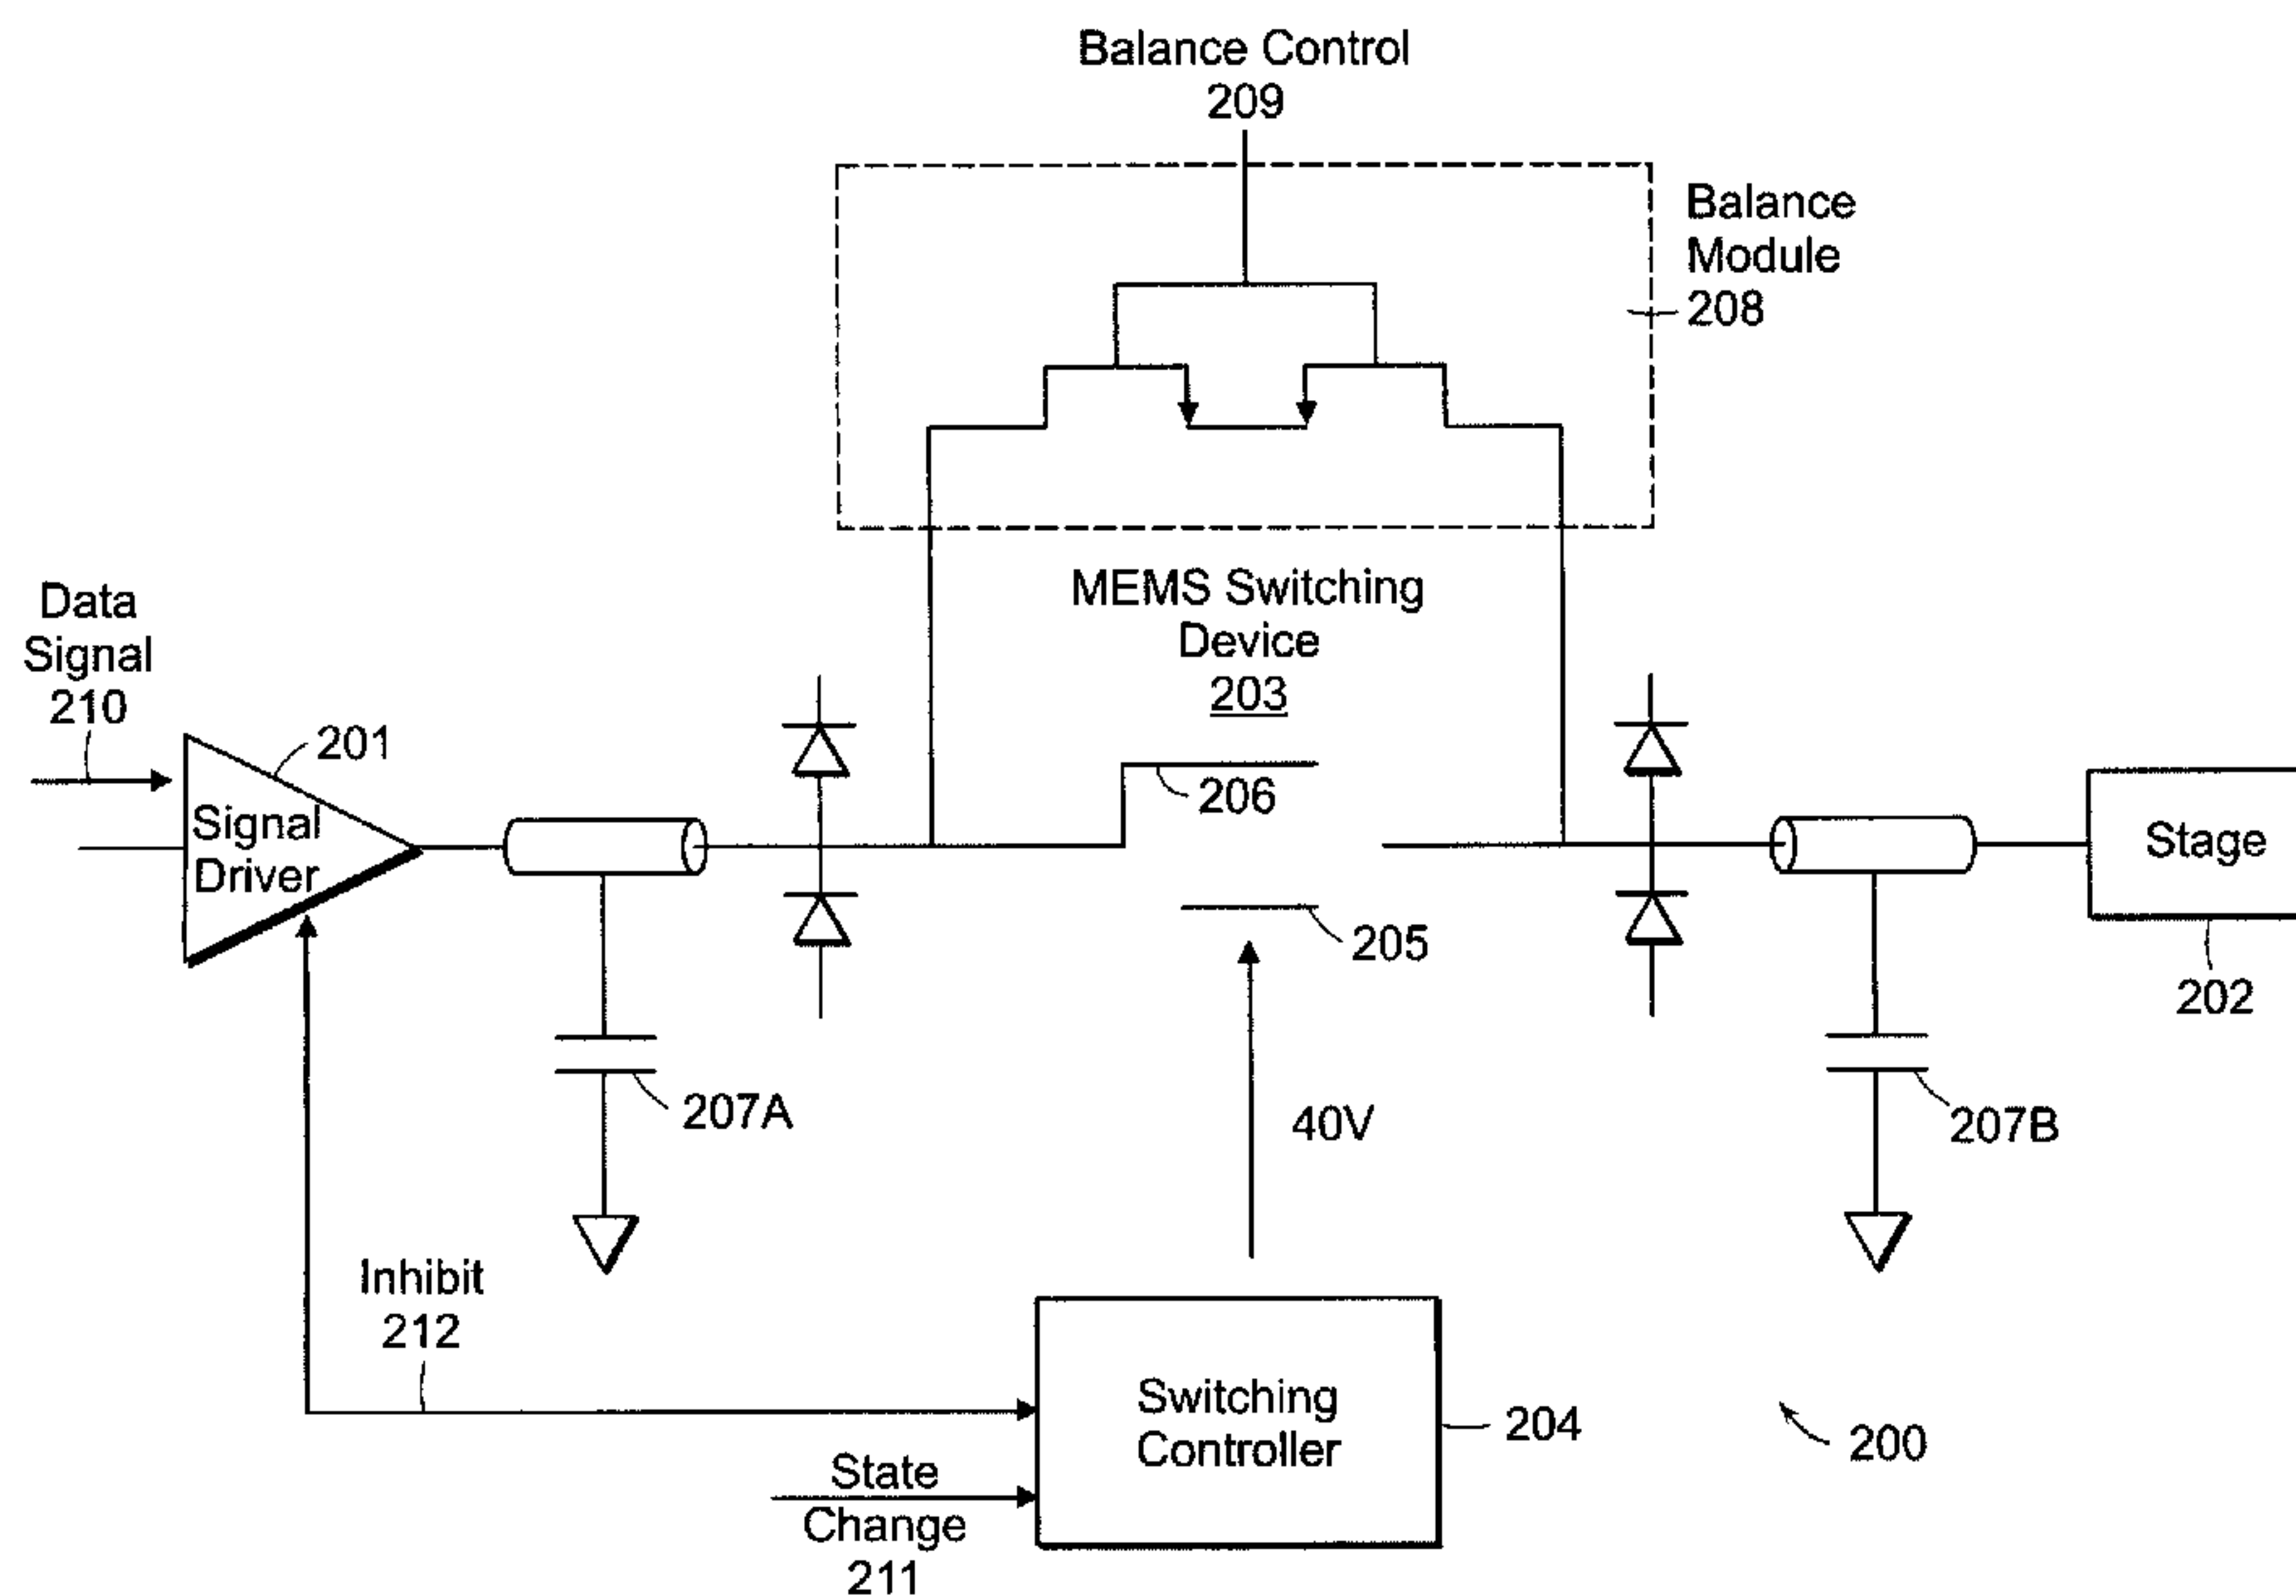 Balance Control
209
Balance
Module
208
MEMS Switching
Device
203
Data
Signal
210
201
Signal
Driver
206
Stage
205
202
207A
40V
207B
Inhibit
212
Switching
Controller
204
200
State
Change
211